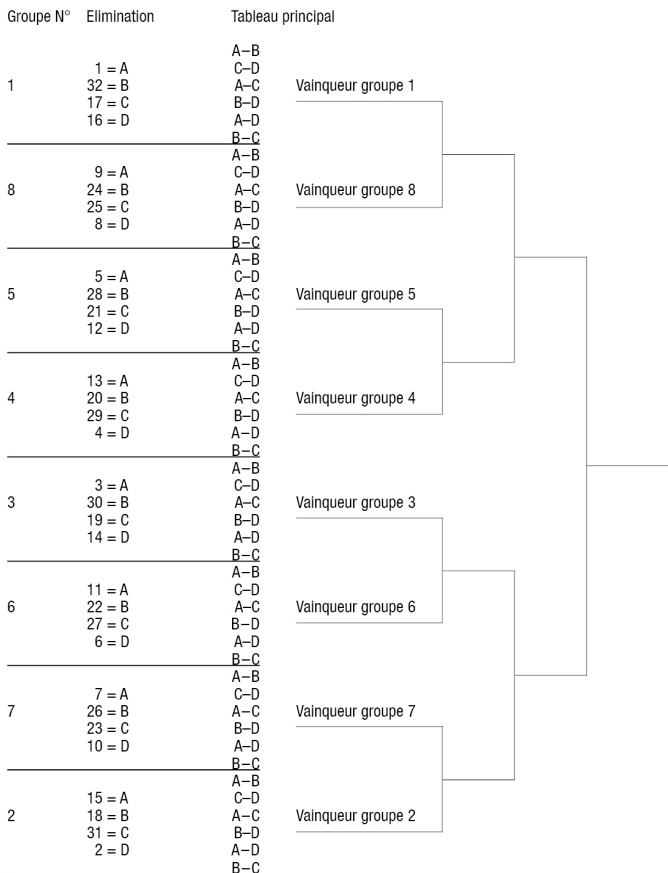 Groupe N° Elimination Tableau principal
A–B
1 = A C–D
1 32 = B A–C Vainqueur groupe 1
17 = C B–D
16 = D A–D
B–C
A–B
9 = A C–D
8 24 = B A–C Vainqueur groupe 8
25 = C B–D
8 = D A–D
B–C
A–B
5 = A C–D
5 28 = B A–C Vainqueur groupe 5
21 = C B–D
12 = D A–D
B–C
A–B
13 = A C–D
4 20 = B A–C Vainqueur groupe 4
29 = C B–D
4 = D A–D
B–C
A–B
3 = A C–D
3 30 = B A–C Vainqueur groupe 3
19 = C B–D
14 = D A–D
B–C
A–B
11 = A C–D
6 22 = B A–C Vainqueur groupe 6
27 = C B–D
6 = D A–D
B–C
A–B
7 = A C–D
7 26 = B A–C Vainqueur groupe 7
23 = C B–D
10 = D A–D
B–C
A–B
15 = A C–D
2 18 = B A–C Vainqueur groupe 2
31 = C B–D
2 = D A–D
B–C